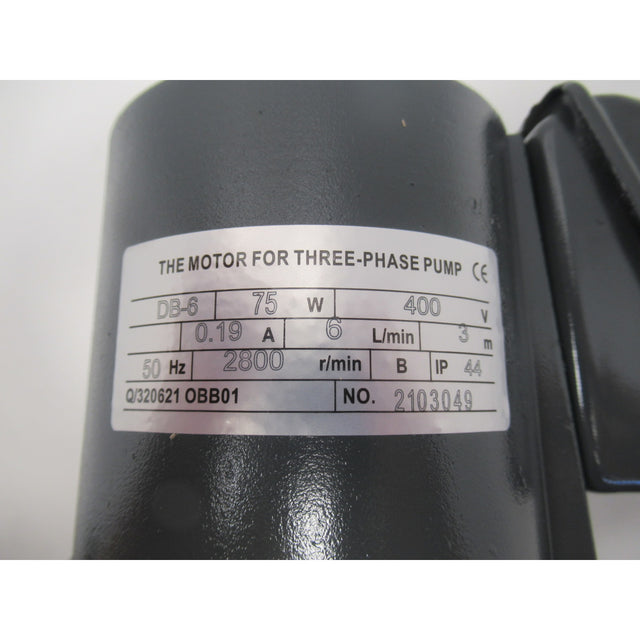 THE MOTOR FOR THREE-PHASE PUMP CE
DB-6 75 W 400 V
0.19 A 6 L/min 3 m
50 Hz 2800 r/min B IP 44
Q/320621 OBB01 NO. 2103049